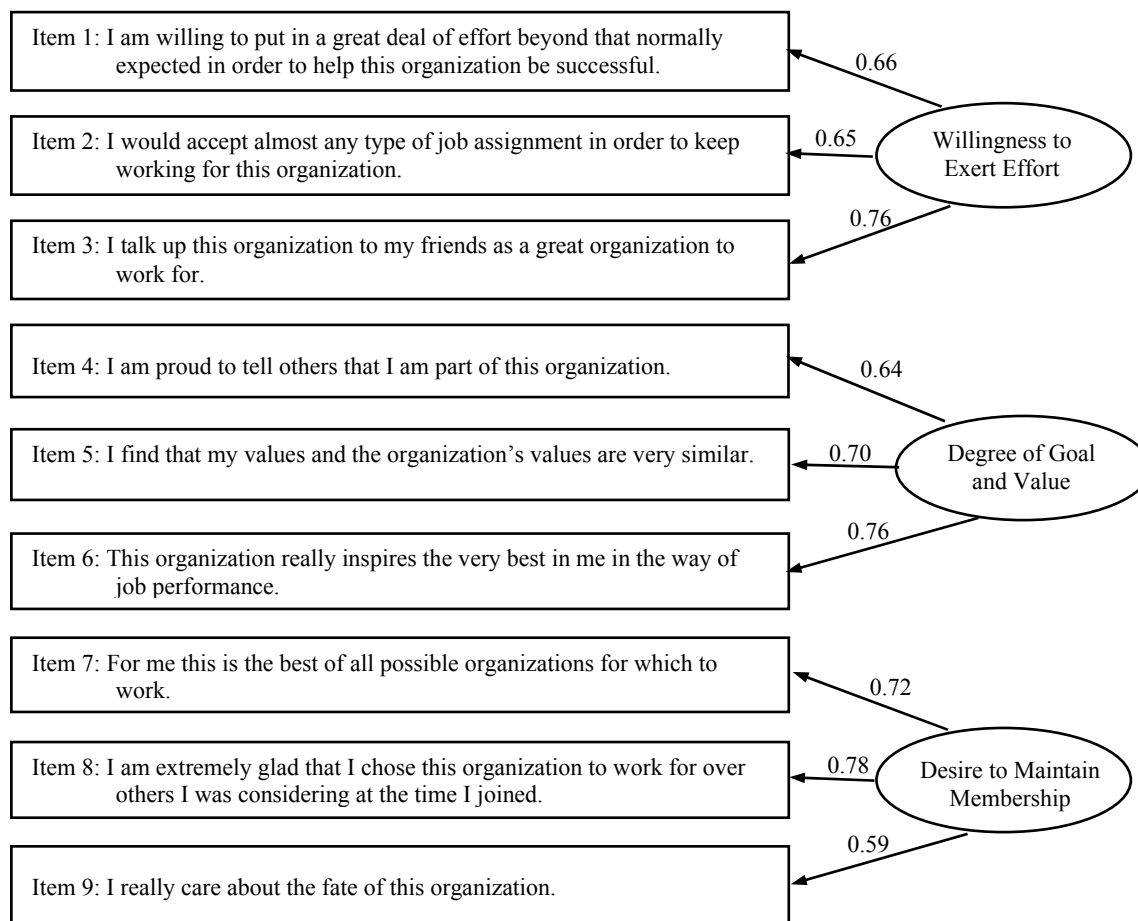 Item 1: I am willing to put in a great deal of effort beyond that normally
expected in order to help this organization be successful.
0.66
Item 2: I would accept almost any type of job assignment in order to keep
working for this organization.
0.65
Willingness to
Exert Effort
Item 3: I talk up this organization to my friends as a great organization to
work for.
0.76
Item 4: I am proud to tell others that I am part of this organization.
0.64
Item 5: I find that my values and the organization’s values are very similar.
0.70
Degree of Goal
and Value
Item 6: This organization really inspires the very best in me in the way of
job performance.
0.76
Item 7: For me this is the best of all possible organizations for which to
work.
0.72
Item 8: I am extremely glad that I chose this organization to work for over
others I was considering at the time I joined.
0.78
Desire to Maintain
Membership
Item 9: I really care about the fate of this organization.
0.59